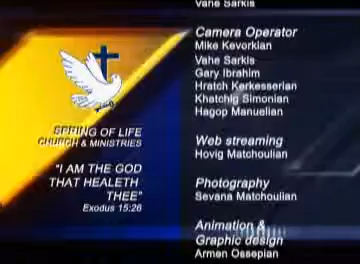 Vahe Sarkis
Camera Operator
Mike Kevorkian
Vahe Sarkis
Gary Ibrahim
Hratch Kerkesserian
Khatchig Simonian
Hagop Manuelian
Web streaming
Hovig Matchoulian
Photography
Sevana Matchoulian
Animation &
Graphic design
Armen Ossepian
SPRING OF LIFE
CHURCH & MINISTRIES
"I AM THE GOD
THAT HEALETH
THEE"
Exodus 15:26